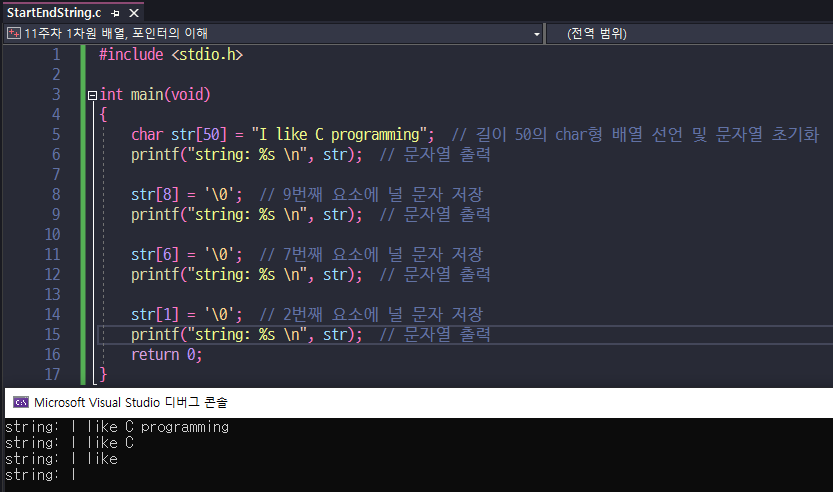 StartEndString.c
11주차 1차원 배열, 포인터의 이해 (전역 범위)
1 #include <stdio.h>
2
3 int main(void)
4 {
5 char str[50] = "I like C programming"; // 길이 50의 char형 배열 선언 및 문자열 초기화
6 printf("string: %s \n", str); // 문자열 출력
7
8 str[8] = '\0'; // 9번째 요소에 널 문자 저장
9 printf("string: %s \n", str); // 문자열 출력
10
11 str[6] = '\0'; // 7번째 요소에 널 문자 저장
12 printf("string: %s \n", str); // 문자열 출력
13
14 str[1] = '\0'; // 2번째 요소에 널 문자 저장
15 printf("string: %s \n", str); // 문자열 출력
16 return 0;
17 }
Microsoft Visual Studio 디버그 콘솔
string: I like C programming
string: I like C
string: I like
string: I